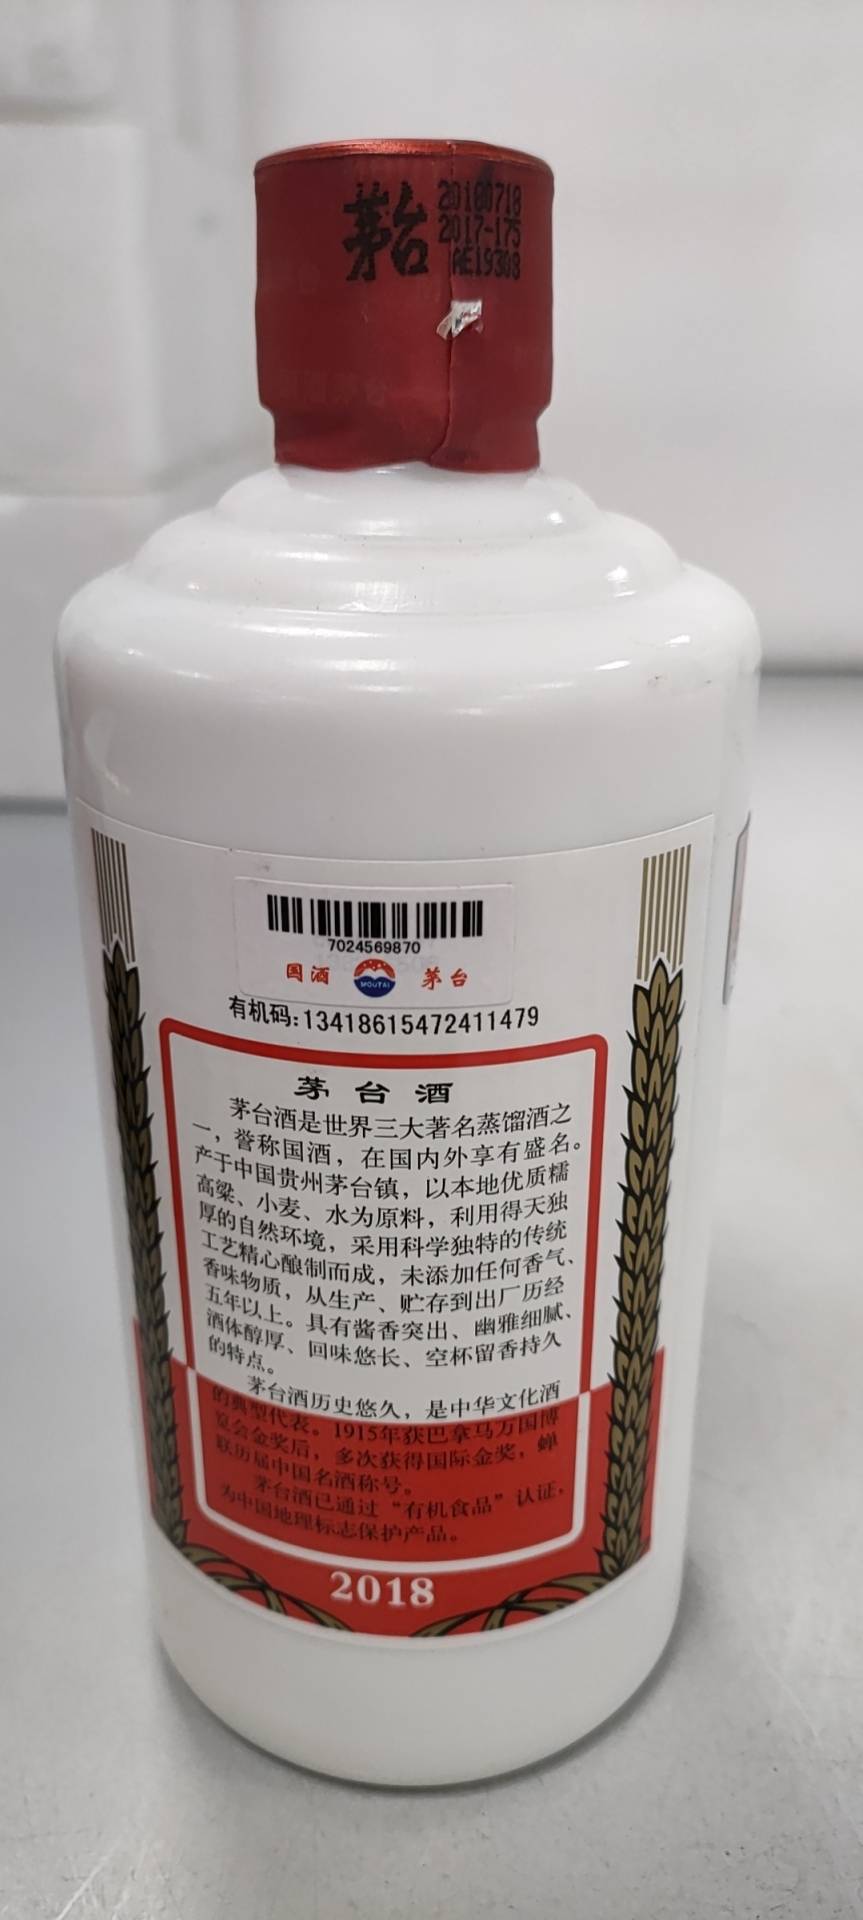 茅台
20180718
2017-175
AE19308
7024569870
国酒 MOUTAI 茅台
有机码:13418615472411479
茅台酒
茅台酒是世界三大著名蒸馏酒之
一，誉称国酒，在国内外享有盛名。
产于中国贵州茅台镇，以本地优质糯
高粱、小麦、水为原料，利用得天独
厚的自然环境，采用科学独特的传统
工艺精心酿制而成，未添加任何香气、
香味物质，从生产、贮存到出厂历经
五年以上。具有酱香突出、幽雅细腻、
酒体醇厚、回味悠长、空杯留香持久
的特点。
茅台酒历史悠久，是中华文化酒
的典型代表。1915年获巴拿马万国博
览会金奖后，多次获得国际金奖，蝉
联历届中国名酒称号。
茅台酒已通过“有机食品”认证，
为中国地理标志保护产品。
2018